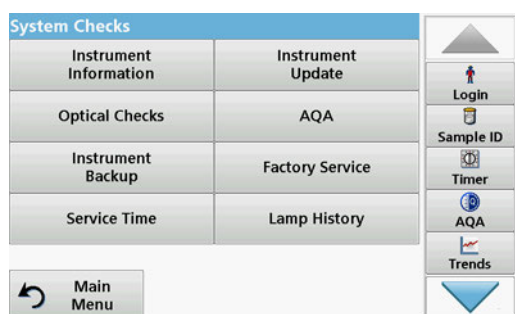 System Checks
Instrument
Information
Instrument
Update
Optical Checks
AQA
Instrument
Backup
Factory Service
Service Time
Lamp History
Main
Menu
Login
Sample ID
Timer
AQA
Trends